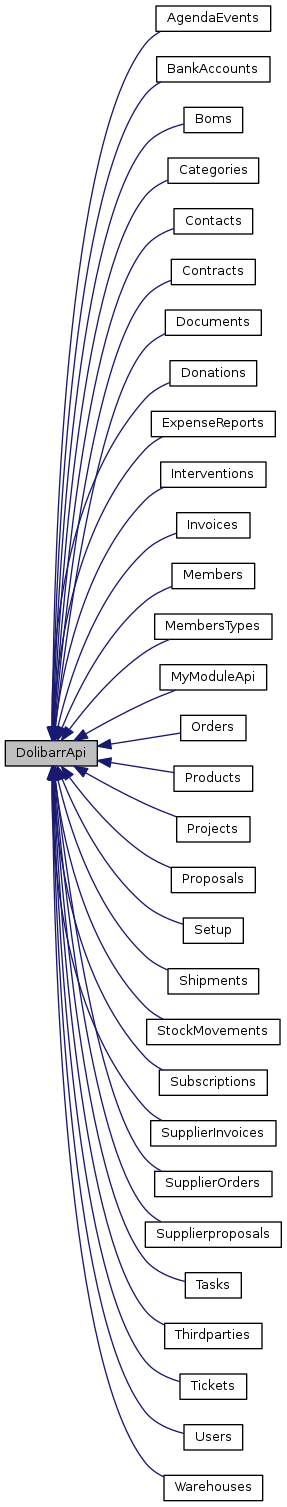 AgendaEvents
BankAccounts
Boms
Categories
Contacts
Contracts
Documents
Donations
ExpenseReports
Interventions
Invoices
Members
MembersTypes
MyModuleApi
Orders
DolibarrApi
Products
Projects
Proposals
Setup
Shipments
StockMovements
Subscriptions
SupplierInvoices
SupplierOrders
Supplierproposals
Tasks
Thirdparties
Tickets
Users
Warehouses